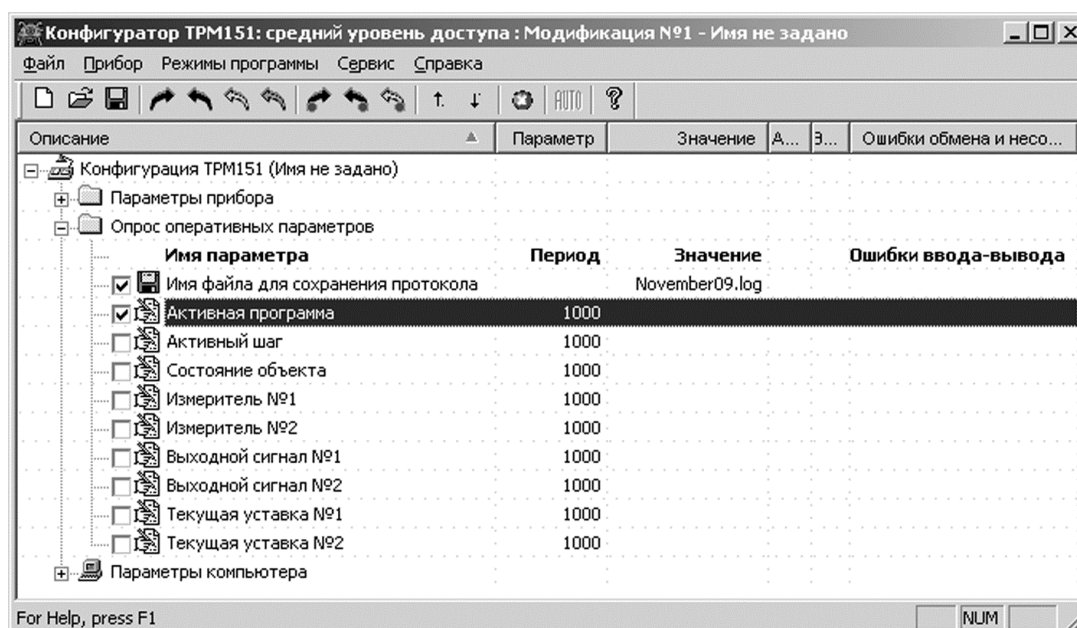 Конфигуратор ТРМ151: средний уровень доступа : Модификация №1 - Имя не задано
Файл Прибор Режимы программы Сервис Справка
AUTO
Описание Параметр Значение А... З... Ошибки обмена и несо...
Конфигурация ТРМ151 (Имя не задано)
Параметры прибора
Опрос оперативных параметров
Имя параметра Период Значение Ошибки ввода-вывода
Имя файла для сохранения протокола November09.log
Активная программа 1000
Активный шаг 1000
Состояние объекта 1000
Измеритель №1 1000
Измеритель №2 1000
Выходной сигнал №1 1000
Выходной сигнал №2 1000
Текущая уставка №1 1000
Текущая уставка №2 1000
Параметры компьютера
For Help, press F1 NUM